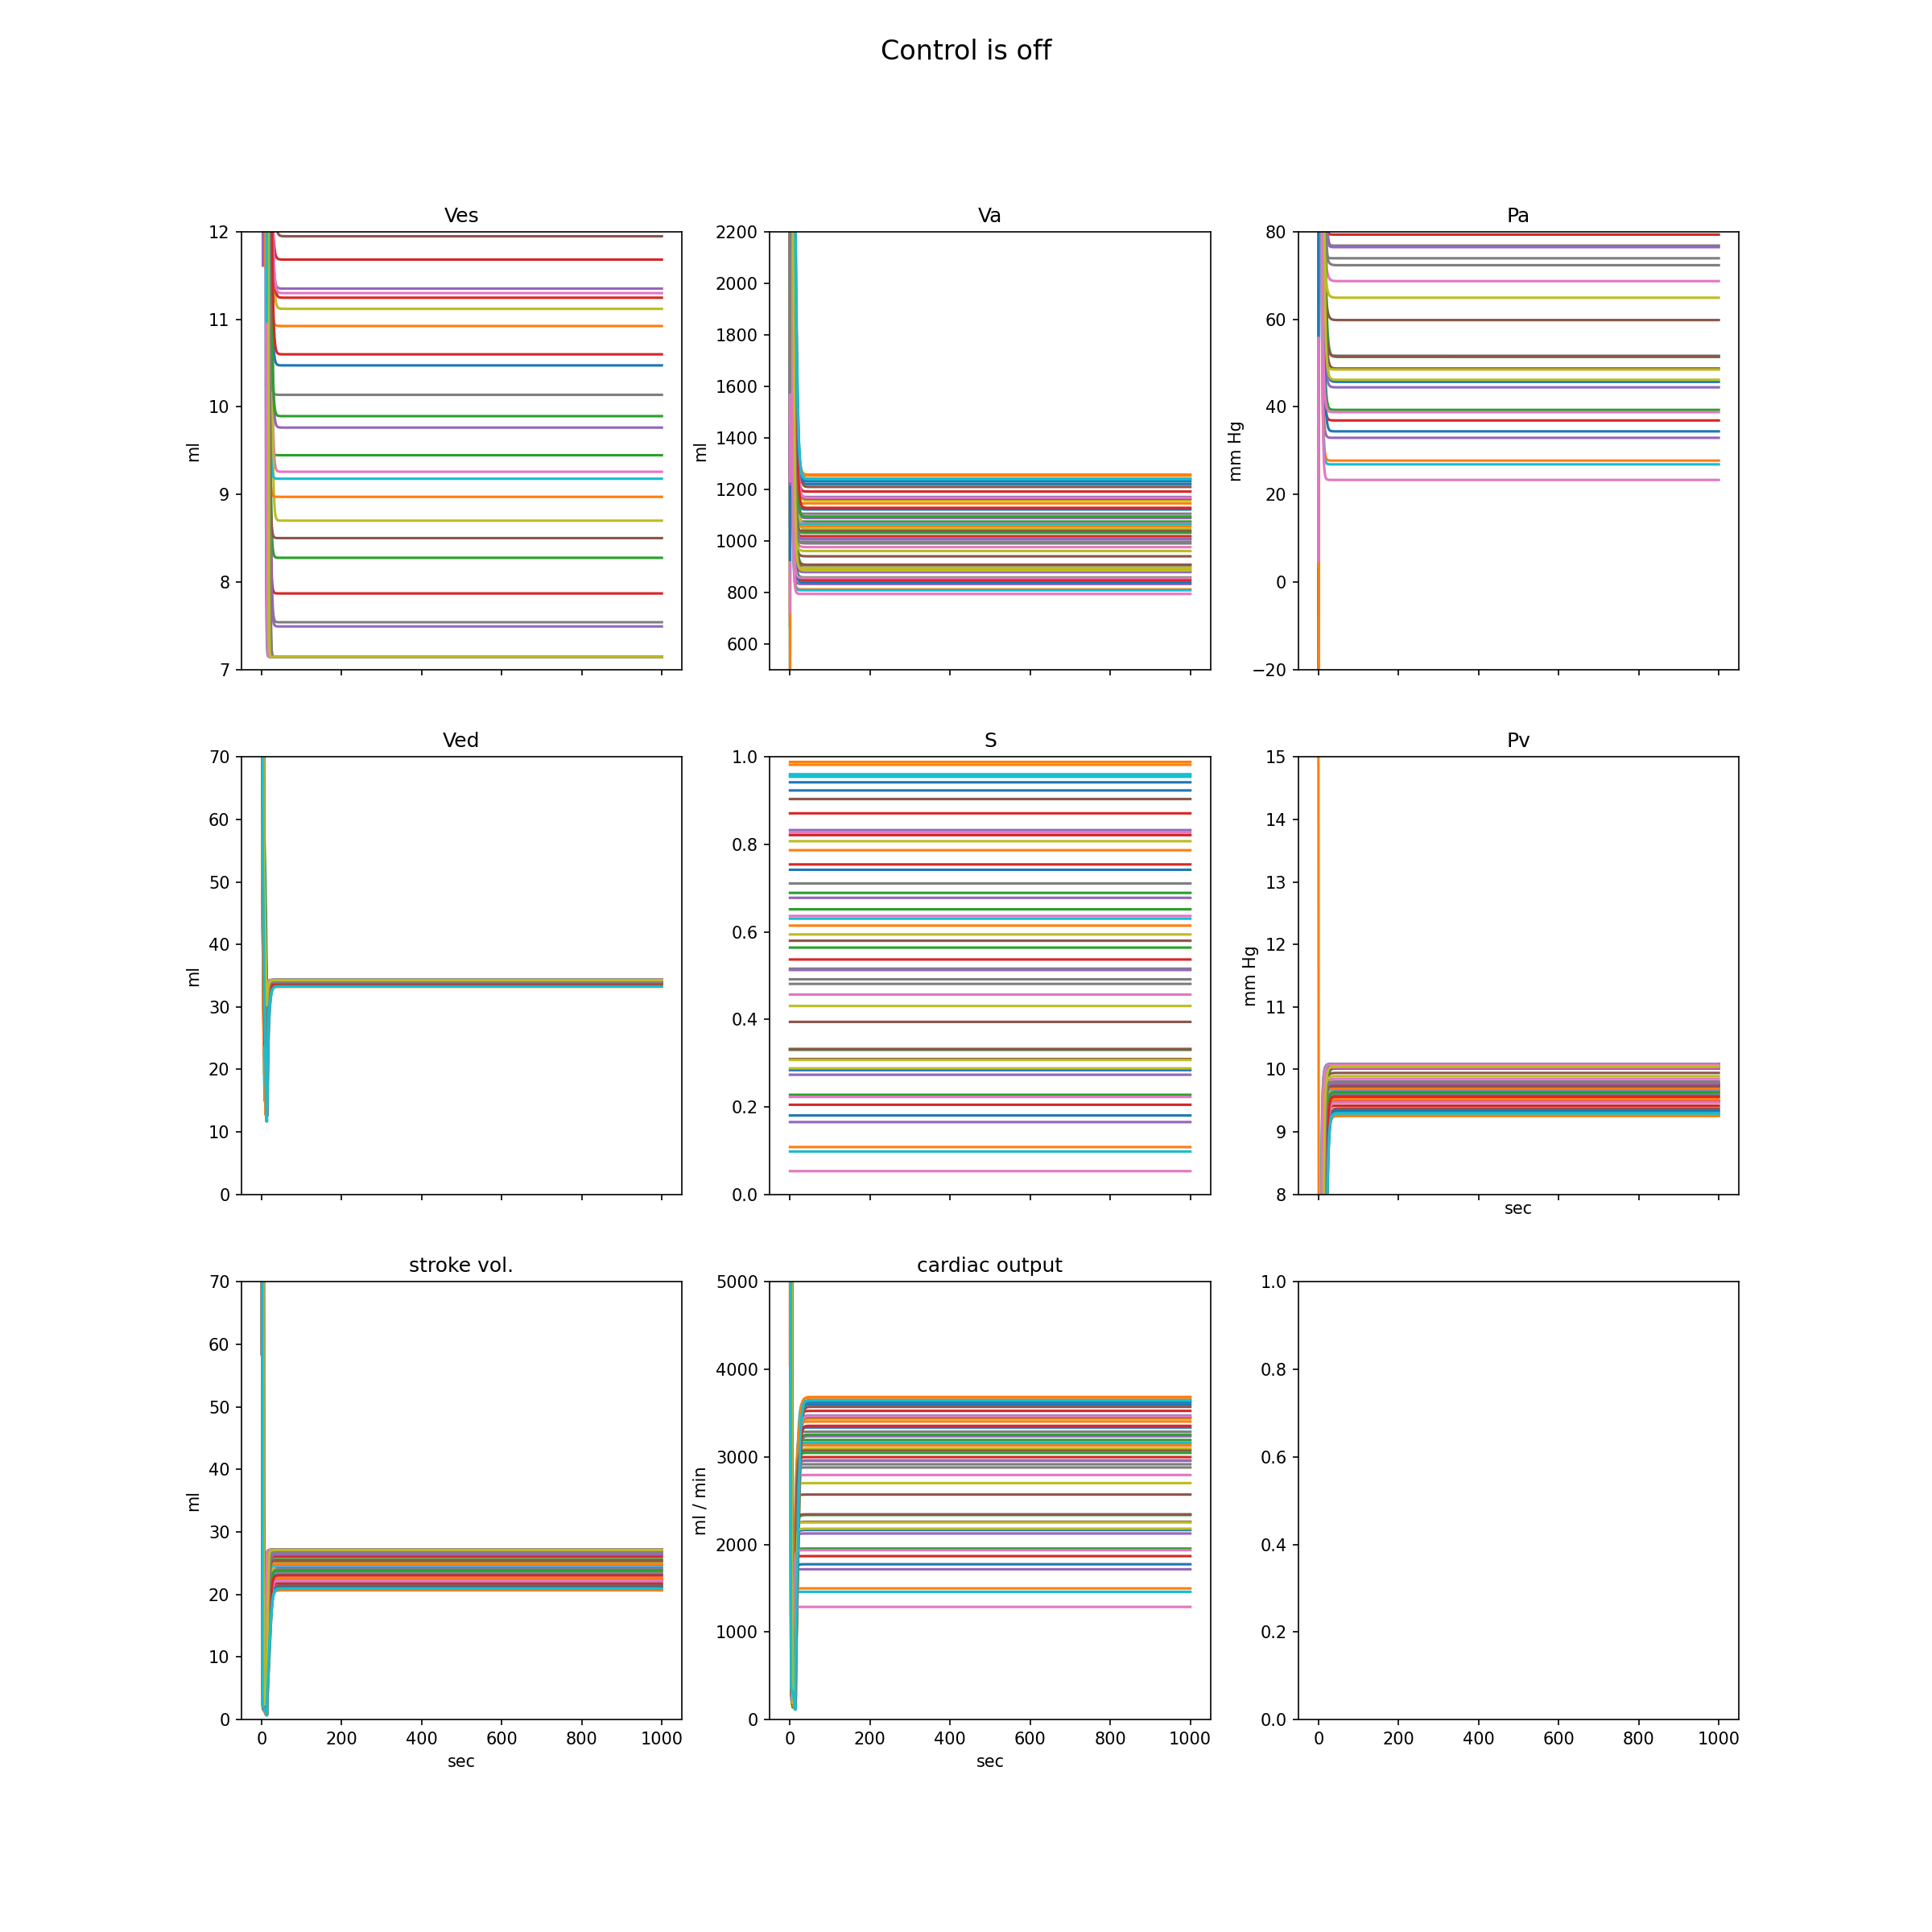 Control is off
Ves Va Pa
12 2200 80
2000
11 1800 60
1600
10 1400 40
ml ml mm Hg
1200 20
9 1000
8 800 0
600
7 −20
Ved S Pv
70 1.0 15
60 0.8 14
50 13
40 0.6 12
ml mm Hg
30 0.4 11
20 10
10 0.2 9
0 0.0 8
sec
stroke vol. cardiac output
70 5000 1.0
60 4000 0.8
50
40 3000 0.6
ml ml / min
30 2000 0.4
20
10 1000 0.2
0 0 0.0
0 200 400 600 800 1000 0 200 400 600 800 1000 0 200 400 600 800 1000
sec sec